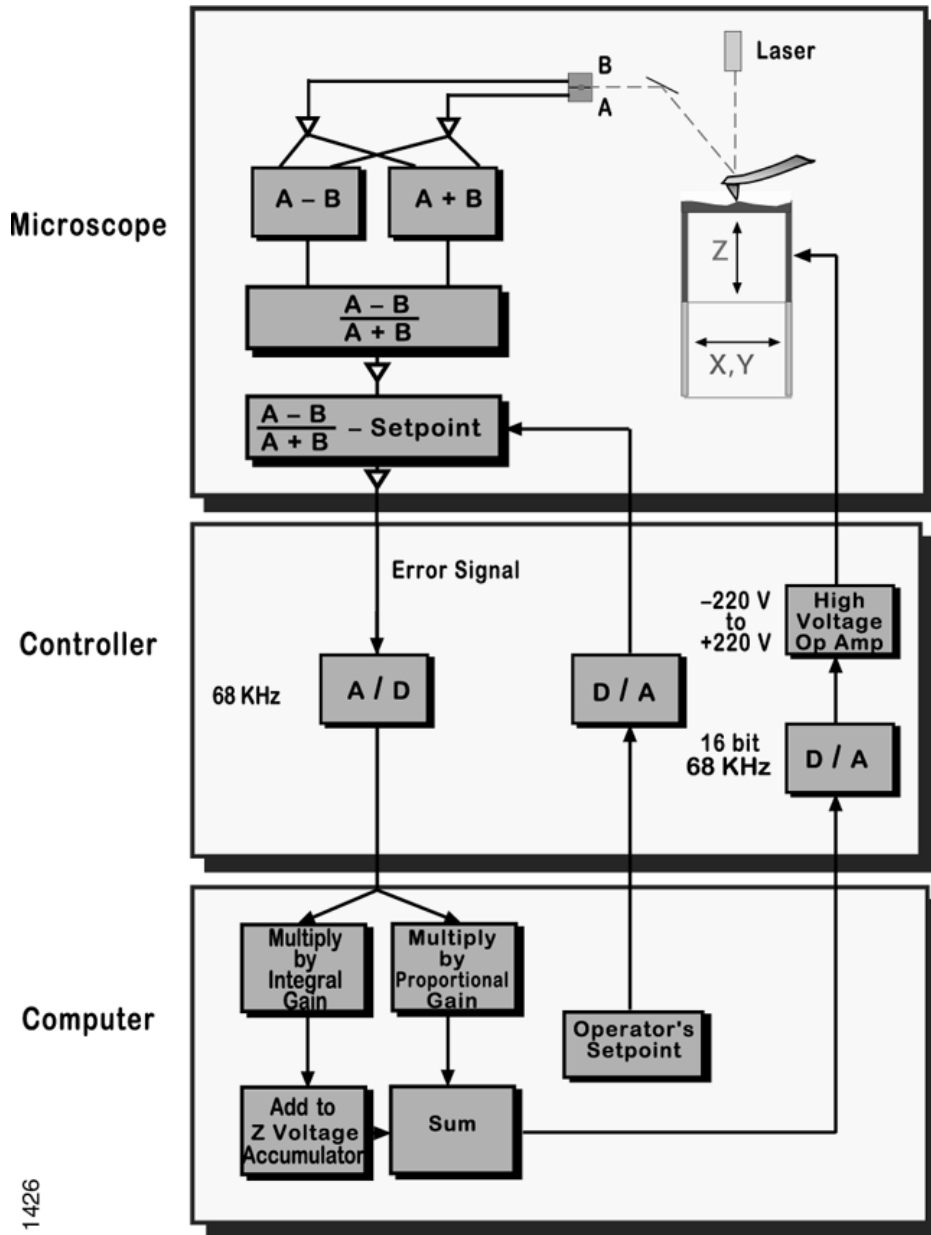 Microscope
Laser
B
A
A – B
A + B
A – B
A + B
A – B
A + B
– Setpoint
Z
X,Y
Controller
Error Signal
68 KHz
A / D
D / A
–220 V
to
+220 V
High
Voltage
Op Amp
16 bit
68 KHz
D / A
Computer
Multiply
by
Integral
Gain
Multiply
by
Proportional
Gain
Operator's
Setpoint
Add to
Z Voltage
Accumulator
Sum
1426